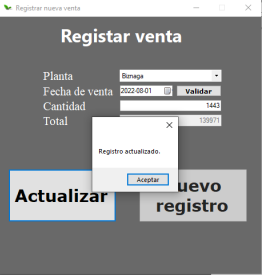 Registrar nueva venta
Registar venta
Planta Biznaga
Fecha de venta 2022-08-01 Validar
Cantidad 1443
Total 139971
Registro actualizado.
Aceptar
Actualizar
uevo
registro